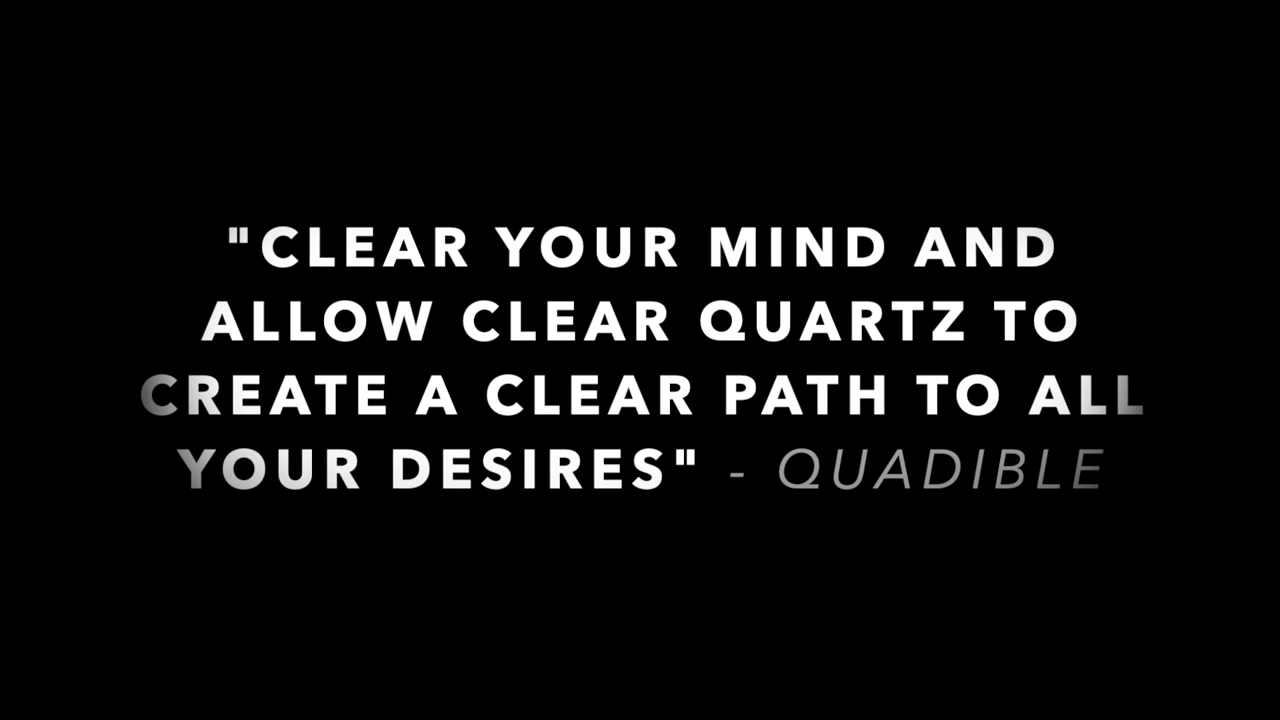 "CLEAR YOUR MIND AND
ALLOW CLEAR QUARTZ TO
CREATE A CLEAR PATH TO ALL
YOUR DESIRES" - QUADIBLE